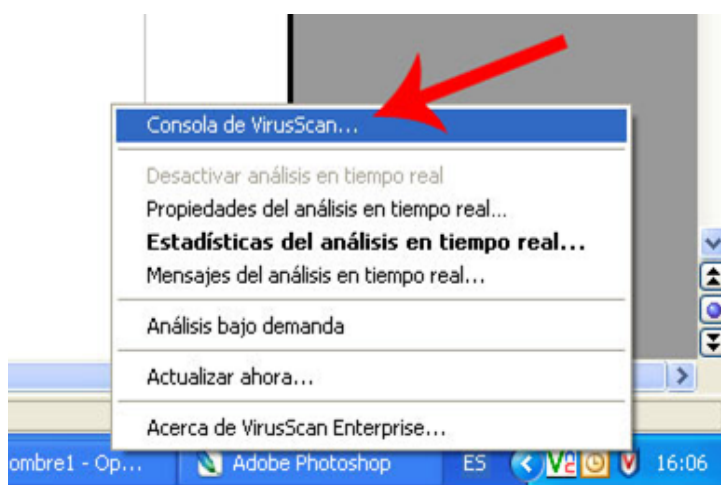 Consola de VirusScan...
Desactivar análisis en tiempo real
Propiedades del análisis en tiempo real...
Estadísticas del análisis en tiempo real...
Mensajes del análisis en tiempo real...
Análisis bajo demanda
Actualizar ahora...
Acerca de VirusScan Enterprise...
ombre1 - Op... Adobe Photoshop ES 16:06